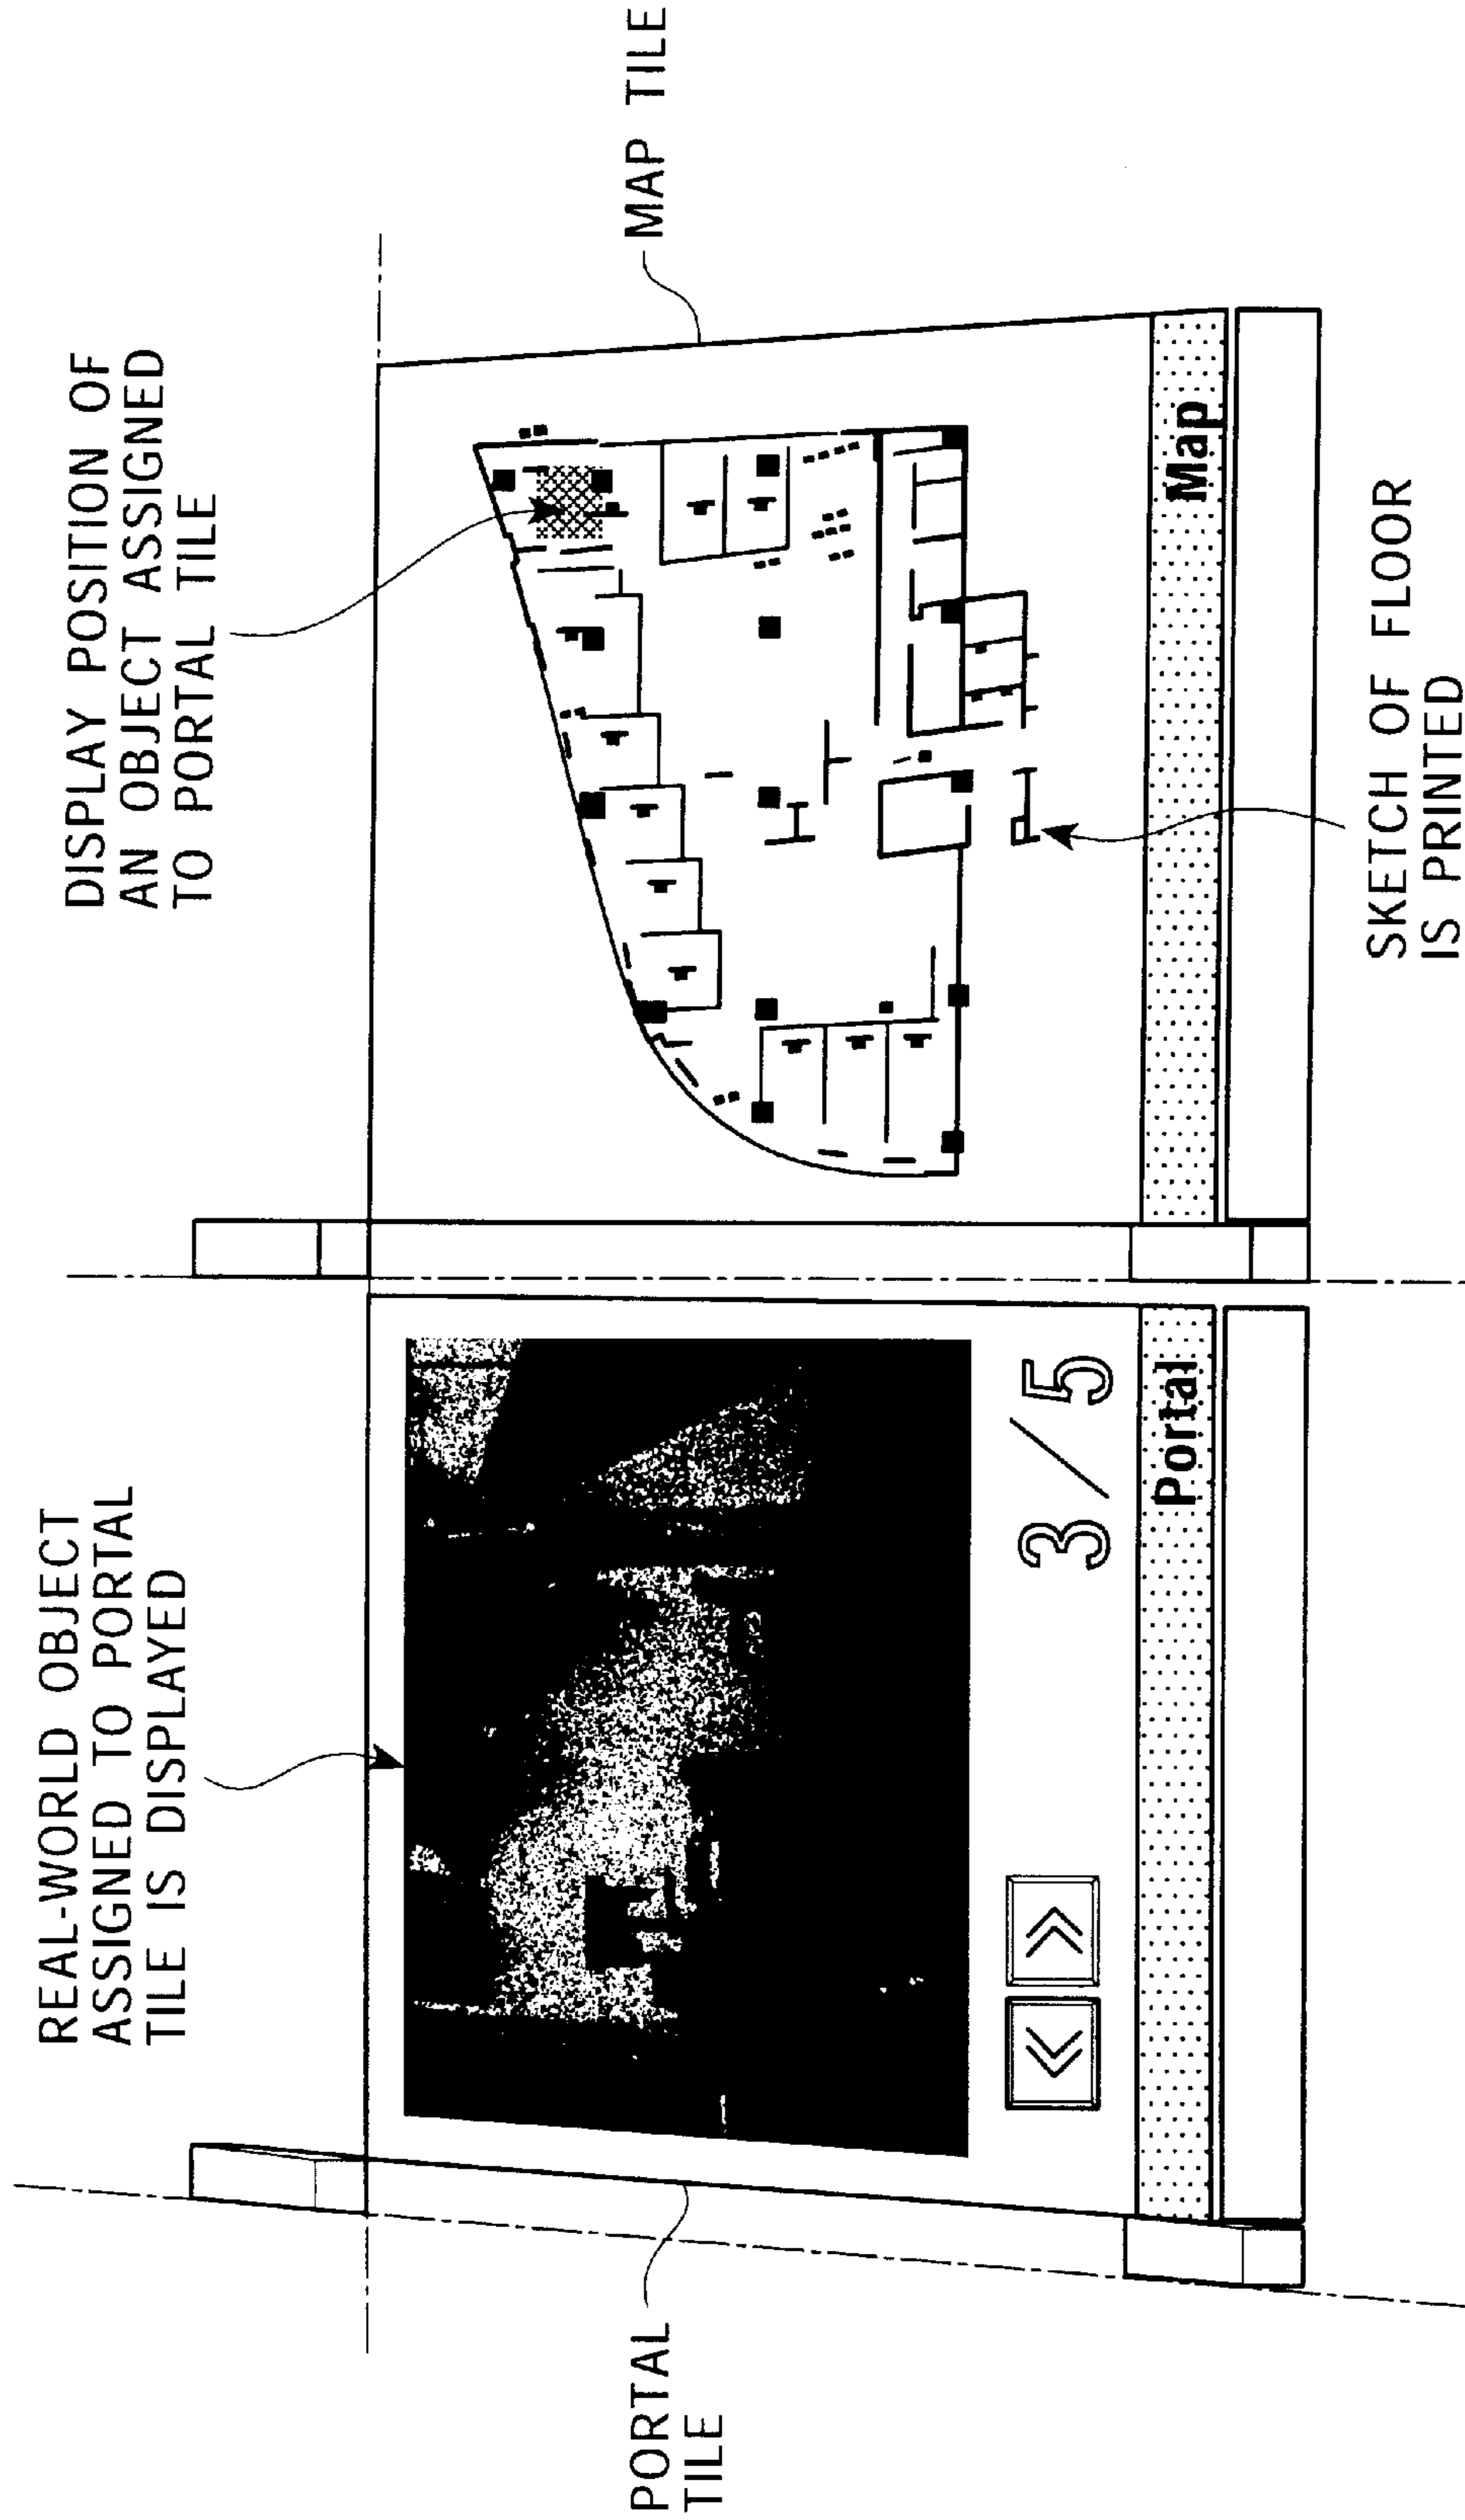 REAL-WORLD OBJECT
ASSIGNED TO PORTAL
TILE IS DISPLAYED
DISPLAY POSITION OF
AN OBJECT ASSIGNED
TO PORTAL TILE
PORTAL
TILE
MAP TILE
3/5
Portal
Map
SKETCH OF FLOOR
IS PRINTED